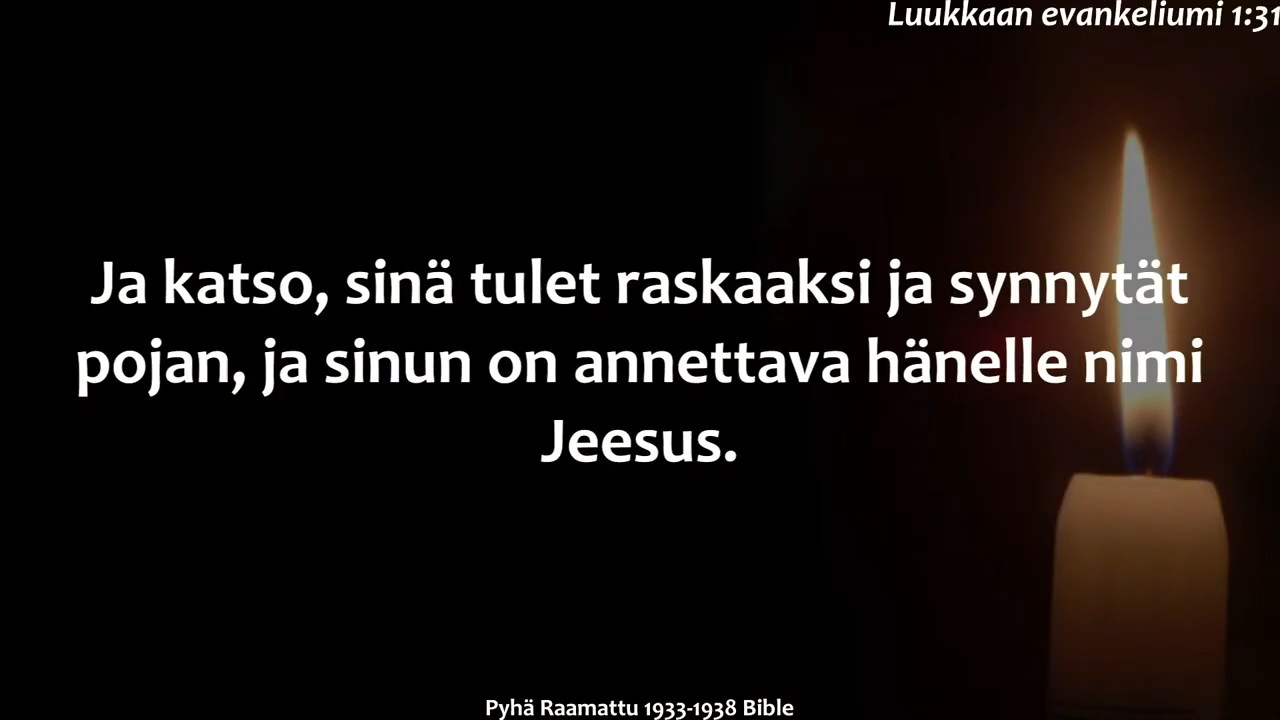 Luukkaan evankeliumi 1:31
Ja katso, sinä tulet raskaaksi ja synnytät
pojan, ja sinun on annettava hänelle nimi
Jeesus.
Pyhä Raamattu 1933-1938 Bible